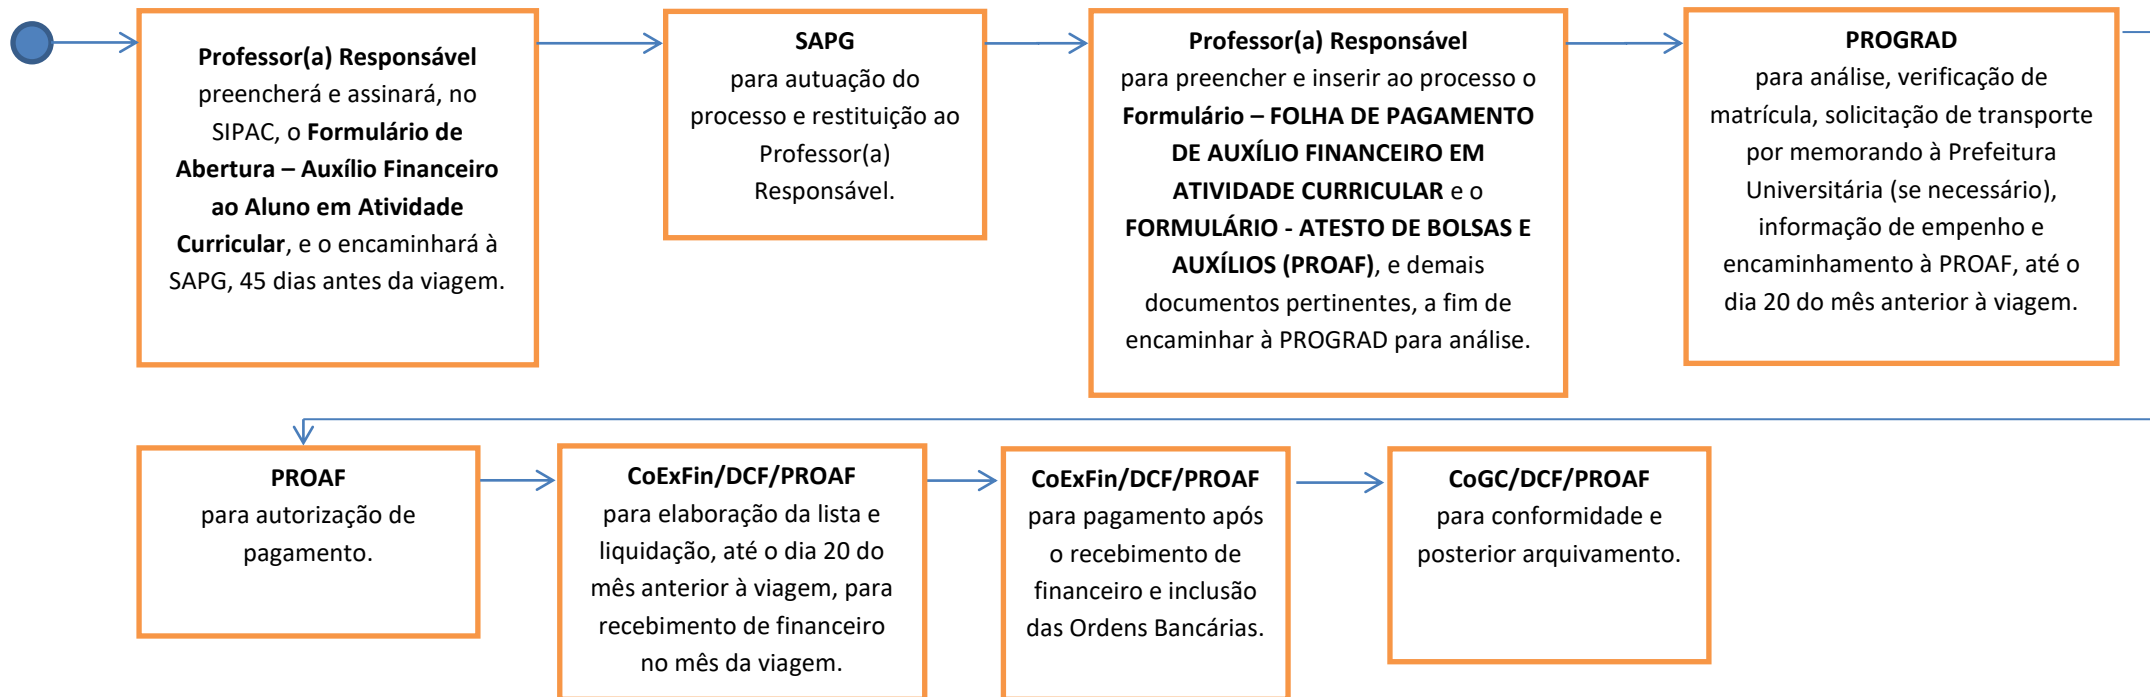 Professor(a) Responsável
preencherá e assinará, no
SIPAC, o Formulário de
Abertura – Auxílio Financeiro
ao Aluno em Atividade
Curricular, e o encaminhará à
SAPG, 45 dias antes da viagem.
SAPG
para autuação do
processo e restituição ao
Professor(a)
Responsável.
Professor(a) Responsável
para preencher e inserir ao processo o
Formulário – FOLHA DE PAGAMENTO
DE AUXÍLIO FINANCEIRO EM
ATIVIDADE CURRICULAR e o
FORMULÁRIO - ATESTO DE BOLSAS E
AUXÍLIOS (PROAF), e demais
documentos pertinentes, a fim de
encaminhar à PROGRAD para análise.
PROGRAD
para análise, verificação de
matrícula, solicitação de transporte
por memorando à Prefeitura
Universitária (se necessário),
informação de empenho e
encaminhamento à PROAF, até o
dia 20 do mês anterior à viagem.
PROAF
para autorização de
pagamento.
CoExFin/DCF/PROAF
para elaboração da lista e
liquidação, até o dia 20 do
mês anterior à viagem, para
recebimento de financeiro
no mês da viagem.
CoExFin/DCF/PROAF
para pagamento após
o recebimento de
financeiro e inclusão
das Ordens Bancárias.
CoGC/DCF/PROAF
para conformidade e
posterior arquivamento.